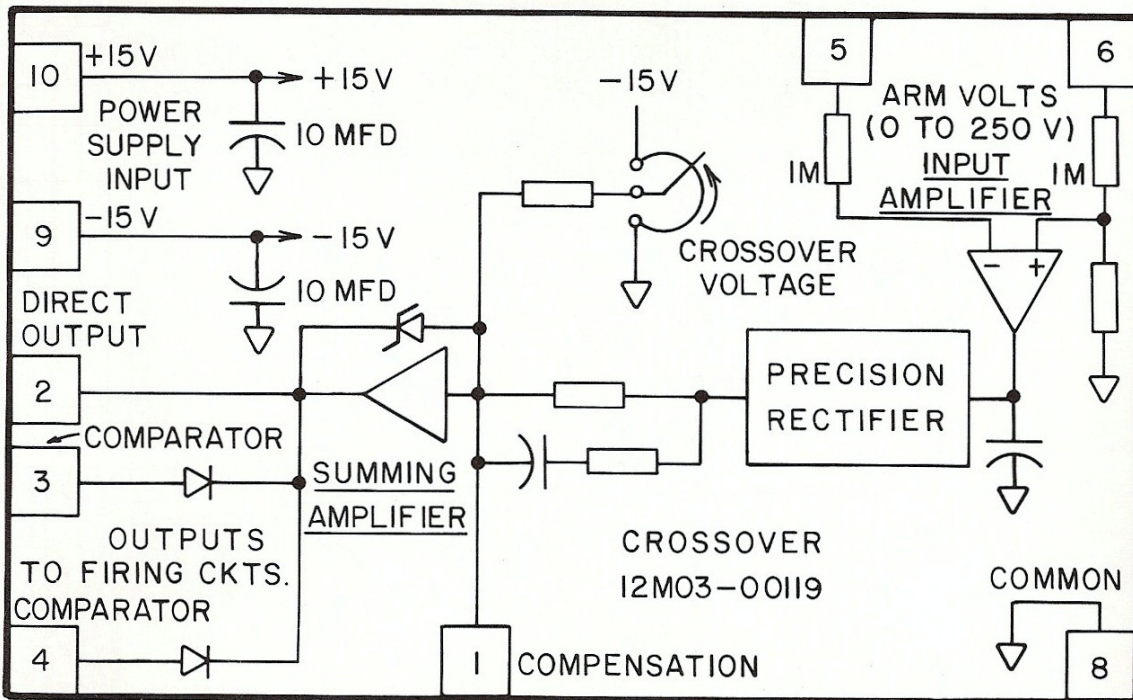 10
+15V
+15V
POWER
SUPPLY
INPUT
10 MFD
9
-15V
-15V
10 MFD
DIRECT
OUTPUT
2
COMPARATOR
3
OUTPUTS
TO FIRING CKTS.
COMPARATOR
4
SUMMING
AMPLIFIER
1
COMPENSATION
-15V
CROSSOVER
VOLTAGE
5
6
ARM VOLTS
(0 TO 250 V)
INPUT
AMPLIFIER
1M
1M
- +
PRECISION
RECTIFIER
CROSSOVER
12M03-00119
COMMON
8